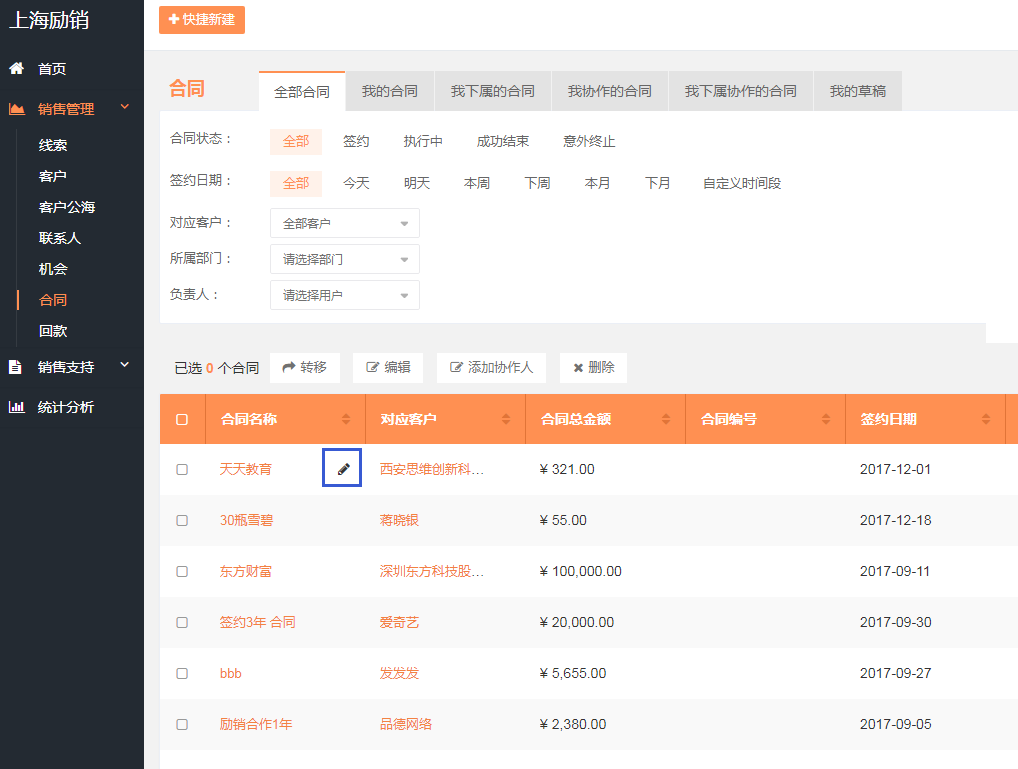 上海励销
快捷新建
首页
销售管理
线索
客户
客户公海
联系人
机会
合同
回款
销售支持
统计分析
合同 全部合同 我的合同 我下属的合同 我协作的合同 我下属协作的合同 我的草稿
合同状态： 全部 签约 执行中 成功结束 意外终止
签约日期： 全部 今天 明天 本周 下周 本月 下月 自定义时间段
对应客户： 全部客户
所属部门： 请选择部门
负责人： 请选择用户
已选 0 个合同 转移 编辑 添加协作人 删除
合同名称 对应客户 合同总金额 合同编号 签约日期
天天教育 西安思维创新科... ¥ 321.00 2017-12-01
30瓶雪碧 蒋晓银 ¥ 55.00 2017-12-18
东方财富 深圳东方科技股... ¥ 100,000.00 2017-09-11
签约3年 合同 爱奇艺 ¥ 20,000.00 2017-09-30
bbb 发发发 ¥ 5,655.00 2017-09-27
励销合作1年 品德网络 ¥ 2,380.00 2017-09-05